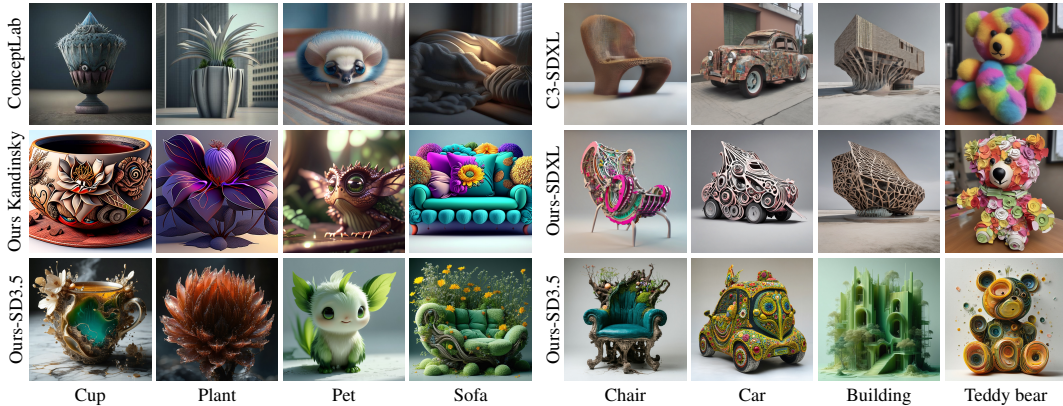 ConceptLab
C3-SDXL
Ours Kandinsky
Ours-SDXL
Ours-SD3.5
Ours-SD3.5
Cup
Plant
Pet
Sofa
Chair
Car
Building
Teddy bear